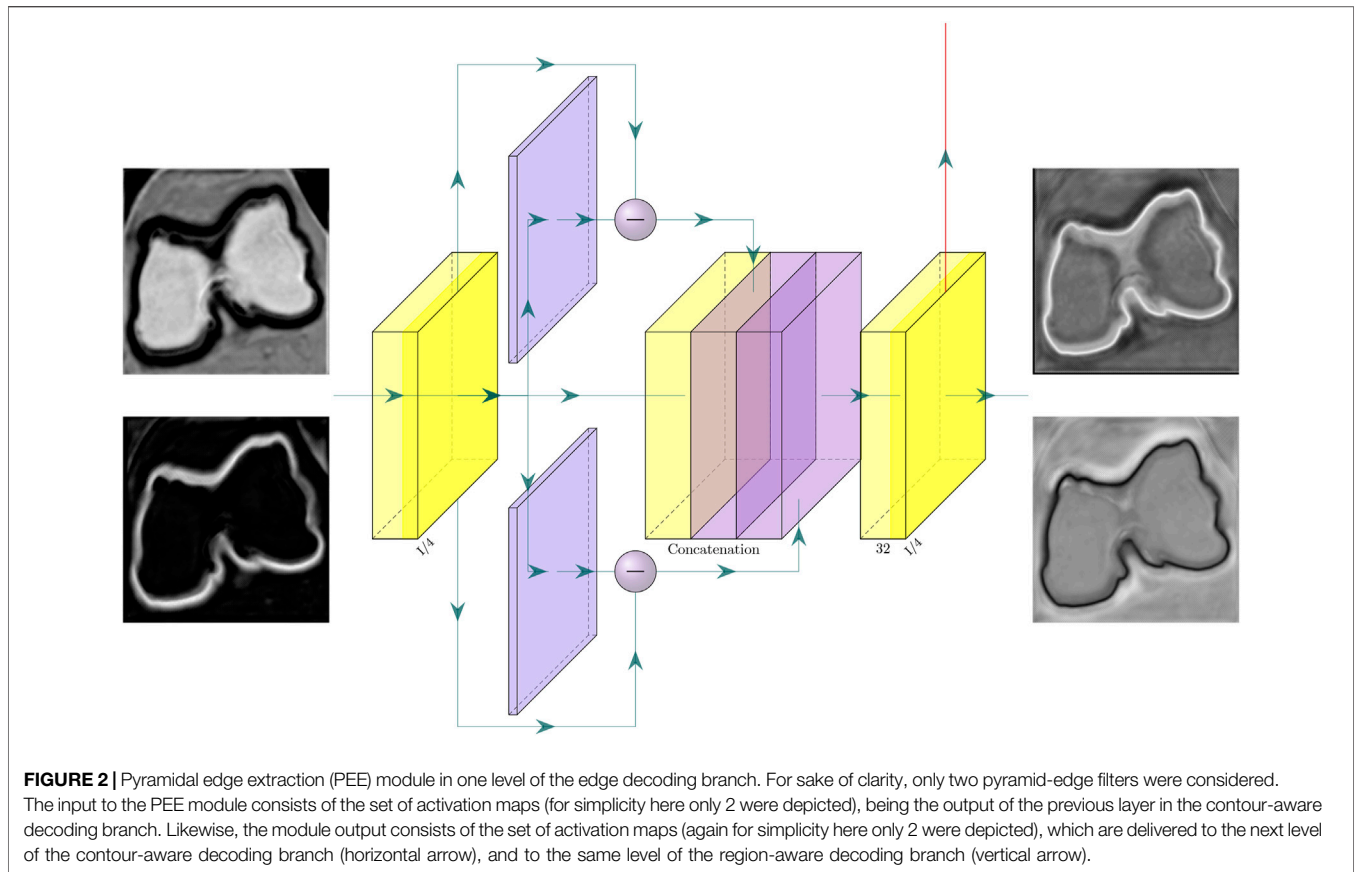 1/4
Concatenation
32
1/4
FIGURE 2 | Pyramidal edge extraction (PEE) module in one level of the edge decoding branch. For sake of clarity, only two pyramid-edge filters were considered.
The input to the PEE module consists of the set of activation maps (for simplicity here only 2 were depicted), being the output of the previous layer in the contour-aware
decoding branch. Likewise, the module output consists of the set of activation maps (again for simplicity here only 2 were depicted), which are delivered to the next level
of the contour-aware decoding branch (horizontal arrow), and to the same level of the region-aware decoding branch (vertical arrow).